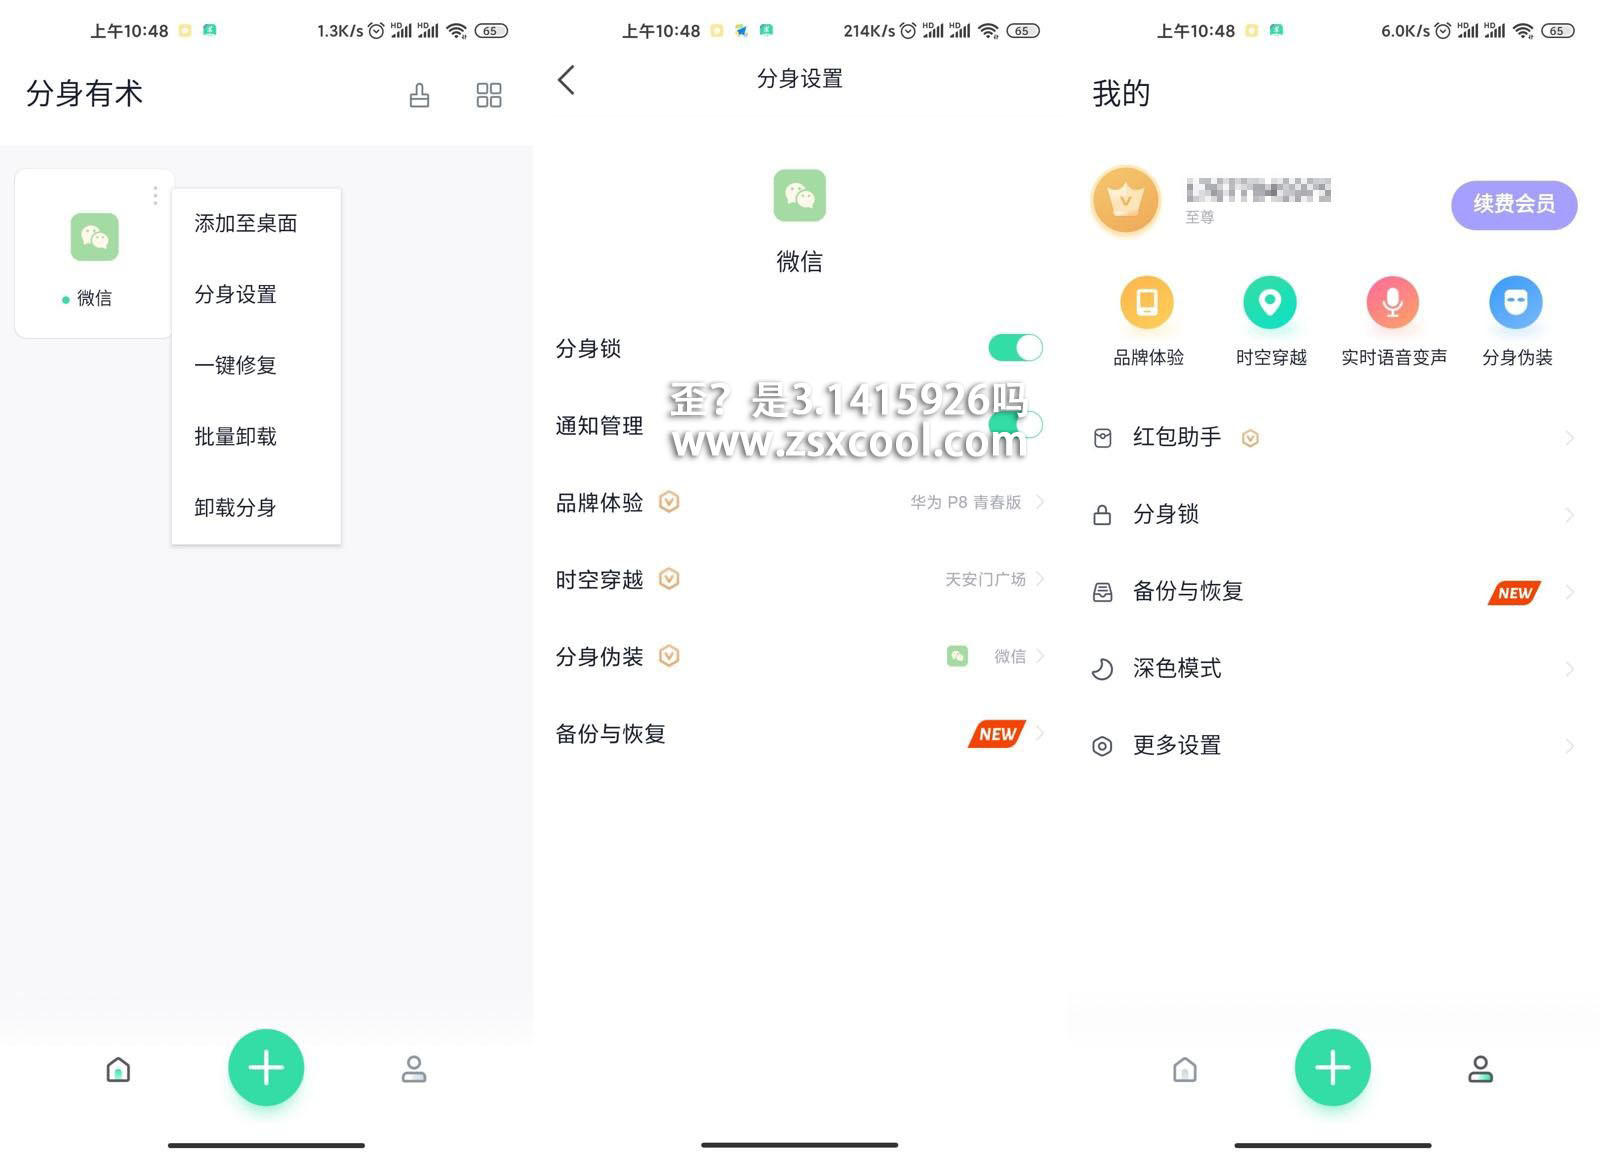 上午10:48
1.3K/s
HD
HD
65
分身有术
微信
添加至桌面
分身设置
一键修复
批量卸载
卸载分身
上午10:48
214K/s
HD
HD
65
分身设置
微信
分身锁
歪？是3.1415926吗
通知管理
www.zsxcool.com
品牌体验
华为 P8 青春版
时空穿越
天安门广场
分身伪装
微信
备份与恢复
NEW
上午10:48
6.0K/s
HD
HD
65
我的
至尊
续费会员
品牌体验
时空穿越
实时语音变声
分身伪装
红包助手
分身锁
备份与恢复
NEW
深色模式
更多设置